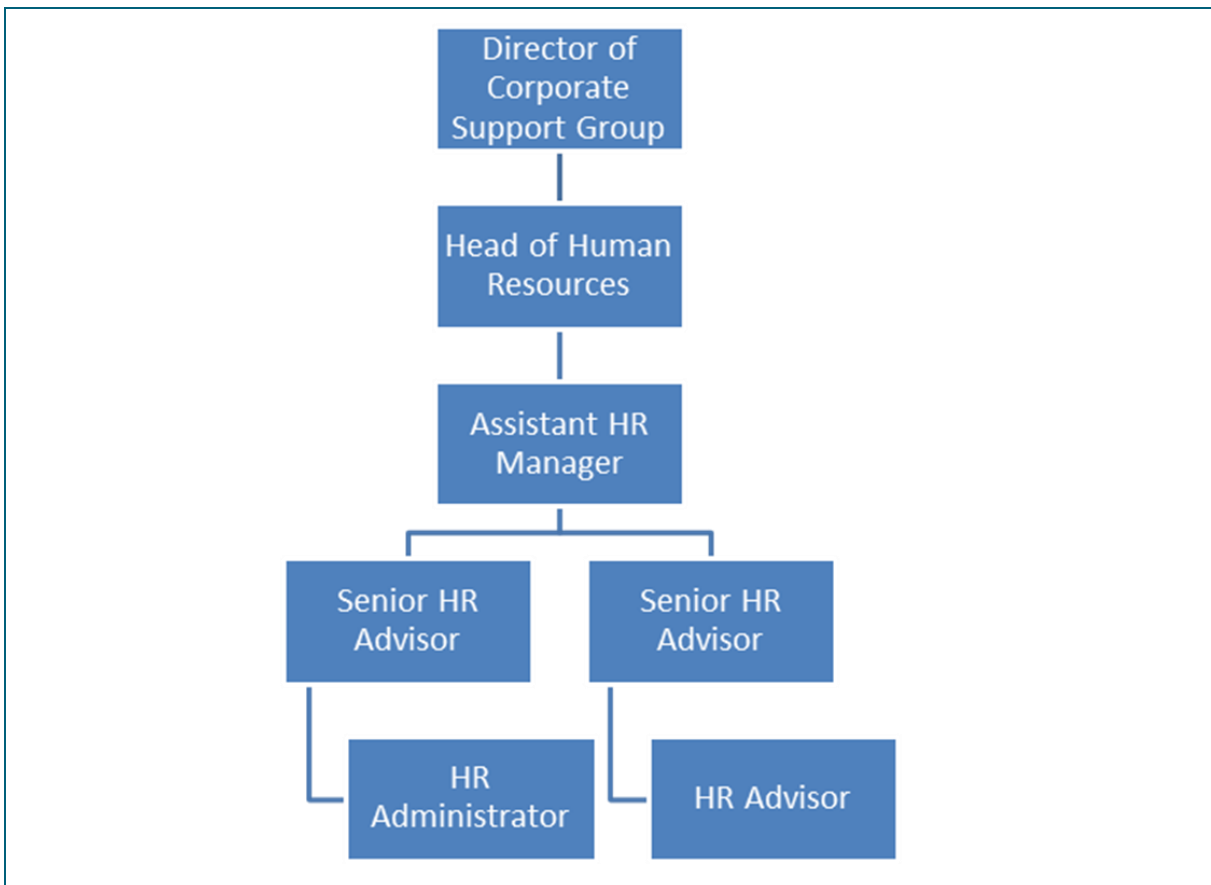 Director of
Corporate
Support Group
Head of Human
Resources
Assistant HR
Manager
Senior HR
Advisor
Senior HR
Advisor
HR
Administrator
HR Advisor